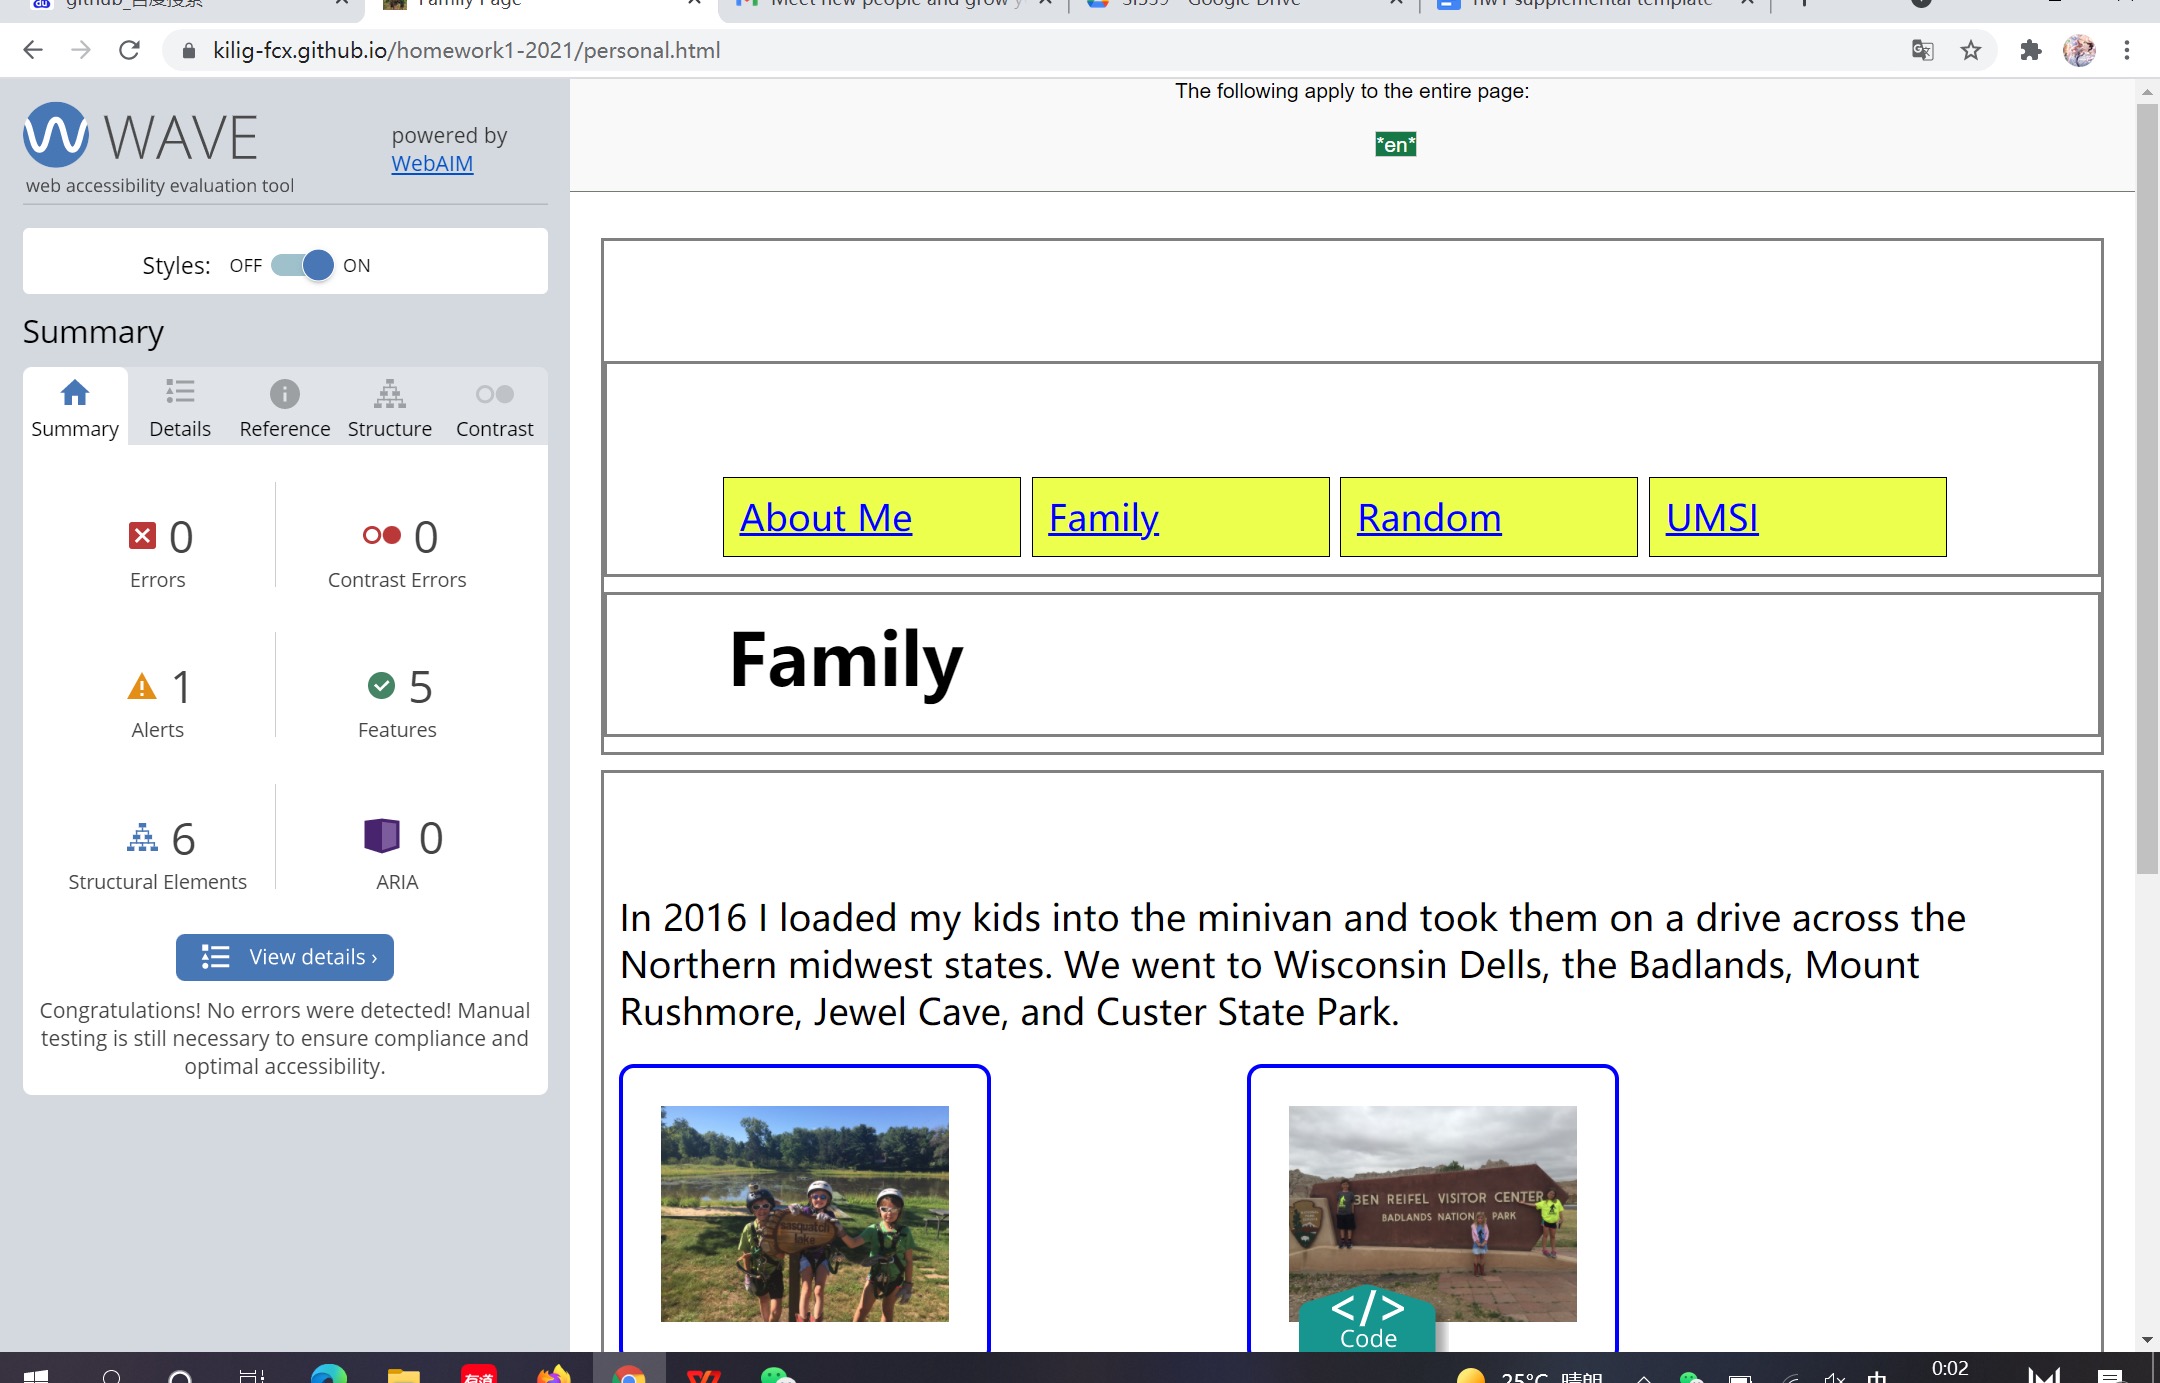 github_百度搜索
Family Page
Meet new people and grow y
SI539 - Google Drive
hw1 supplemental template
kilig-fcx.github.io/homework1-2021/personal.html
WAVE
web accessibility evaluation tool
powered by
WebAIM
Styles: OFF ON
Summary
Summary
Details
Reference
Structure
Contrast
0
Errors
0
Contrast Errors
1
Alerts
5
Features
6
Structural Elements
0
ARIA
View details ›
Congratulations! No errors were detected! Manual
testing is still necessary to ensure compliance and
optimal accessibility.
The following apply to the entire page:
*en*
About Me
Family
Random
UMSI
Family
In 2016 I loaded my kids into the minivan and took them on a drive across the
Northern midwest states. We went to Wisconsin Dells, the Badlands, Mount
Rushmore, Jewel Cave, and Custer State Park.
sasquatch
lake
BEN REIFEL VISITOR CENTER
BADLANDS NATIONAL PARK
</>
Code
有道
25°C 晴朗
中
0:02